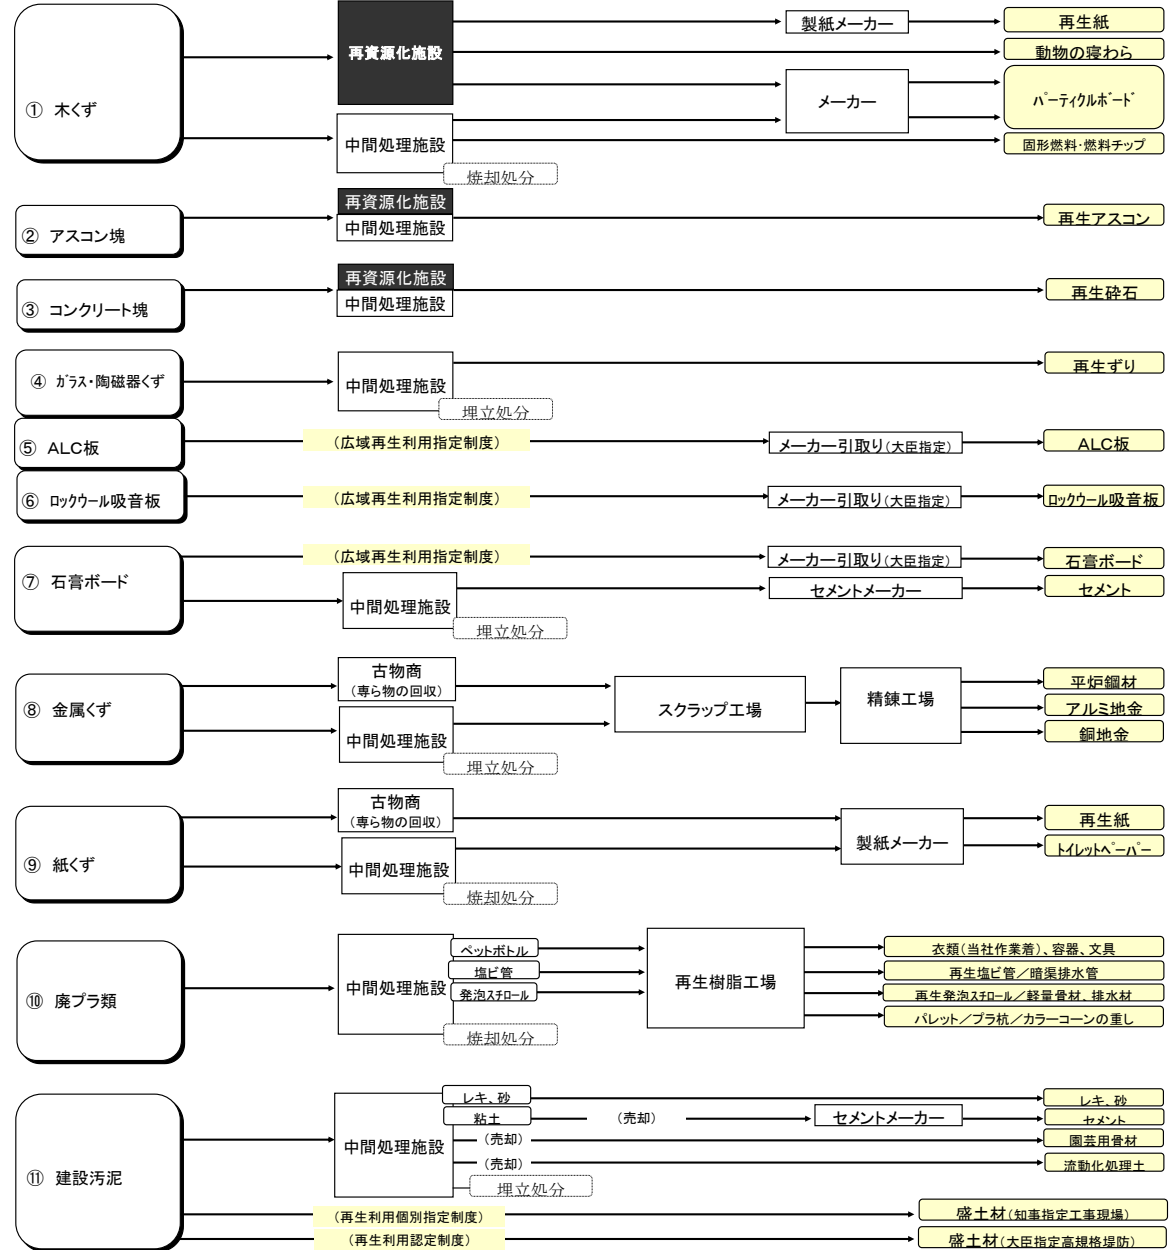 ① 木くず
再資源化施設
製紙メーカー
再生紙
動物の寝わら
メーカー
パーティクルボード
中間処理施設
固形燃料・燃料チップ
焼却処分
② アスコン塊
再資源化施設
中間処理施設
再生アスコン
③ コンクリート塊
再資源化施設
中間処理施設
再生砕石
④ ガラス・陶磁器くず
中間処理施設
再生ずり
埋立処分
⑤ ALC板
(広域再生利用指定制度)
メーカー引取り(大臣指定)
ALC板
⑥ ロックウール吸音板
(広域再生利用指定制度)
メーカー引取り(大臣指定)
ロックウール吸音板
⑦ 石膏ボード
(広域再生利用指定制度)
メーカー引取り(大臣指定)
石膏ボード
中間処理施設
セメントメーカー
セメント
埋立処分
⑧ 金属くず
古物商
(専ら物の回収)
中間処理施設
埋立処分
スクラップ工場
精錬工場
平炉鋼材
アルミ地金
銅地金
⑨ 紙くず
古物商
(専ら物の回収)
中間処理施設
焼却処分
製紙メーカー
再生紙
トイレットペーパー
⑩ 廃プラ類
中間処理施設
ペットボトル
塩ビ管
発泡スチロール
焼却処分
再生樹脂工場
衣類(当社作業着)、容器、文具
再生塩ビ管/暗渠排水管
再生発泡スチロール/軽量骨材、排水材
パレット/プラ杭/カラーコーンの重し
⑪ 建設汚泥
中間処理施設
レキ、砂
レキ、砂
粘土
(売却)
セメントメーカー
セメント
(売却)
園芸用骨材
(売却)
流動化処理土
埋立処分
(再生利用個別指定制度)
盛土材(知事指定工事現場)
(再生利用認定制度)
盛土材(大臣指定高規格堤防)